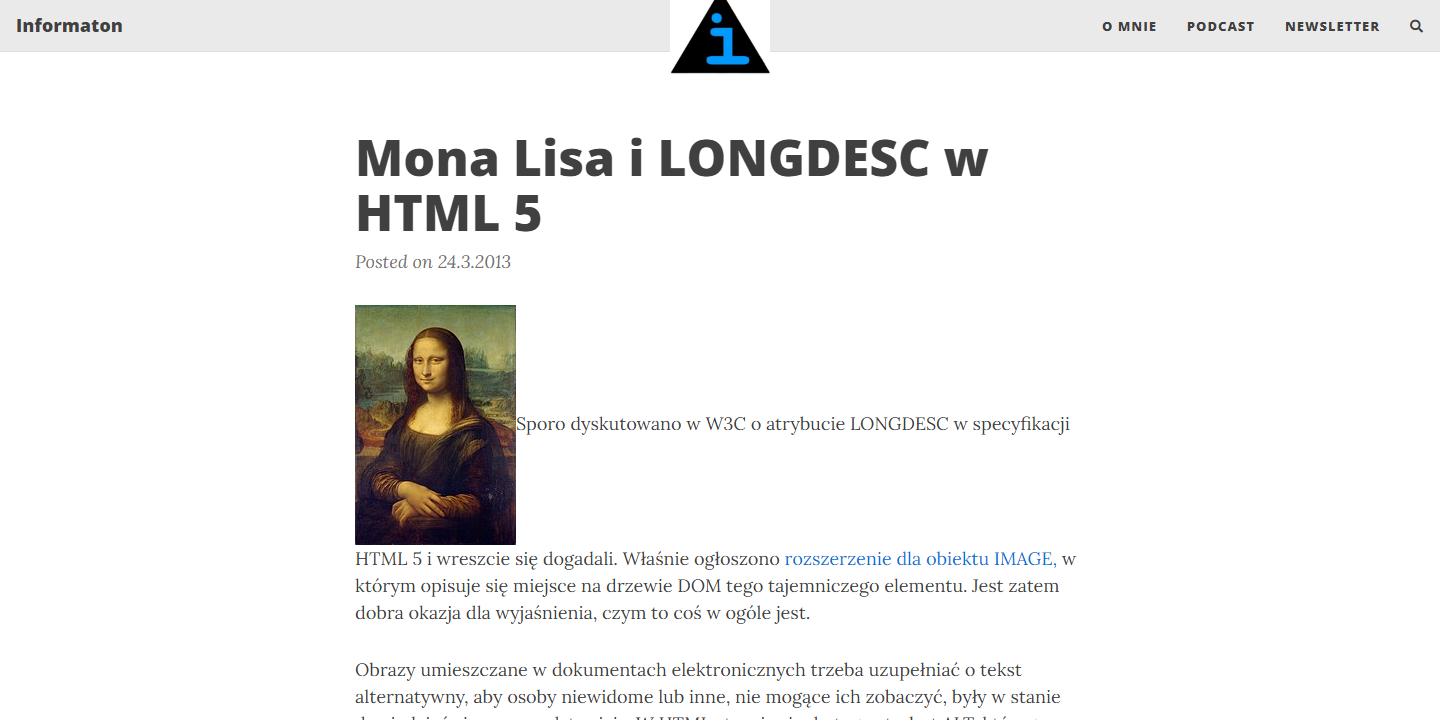 Informaton
i
O MNIE
PODCAST
NEWSLETTER
Mona Lisa i LONGDESC w
HTML 5
Posted on 24.3.2013
Sporo dyskutowano w W3C o atrybucie LONGDESC w specyfikacji
HTML 5 i wreszcie się dogadali. Właśnie ogłoszono rozszerzenie dla obiektu IMAGE, w
którym opisuje się miejsce na drzewie DOM tego tajemniczego elementu. Jest zatem
dobra okazja dla wyjaśnienia, czym to coś w ogóle jest.
Obrazy umieszczane w dokumentach elektronicznych trzeba uzupełniać o tekst
alternatywny, aby osoby niewidome lub inne, nie mogące ich zobaczyć, były w stanie